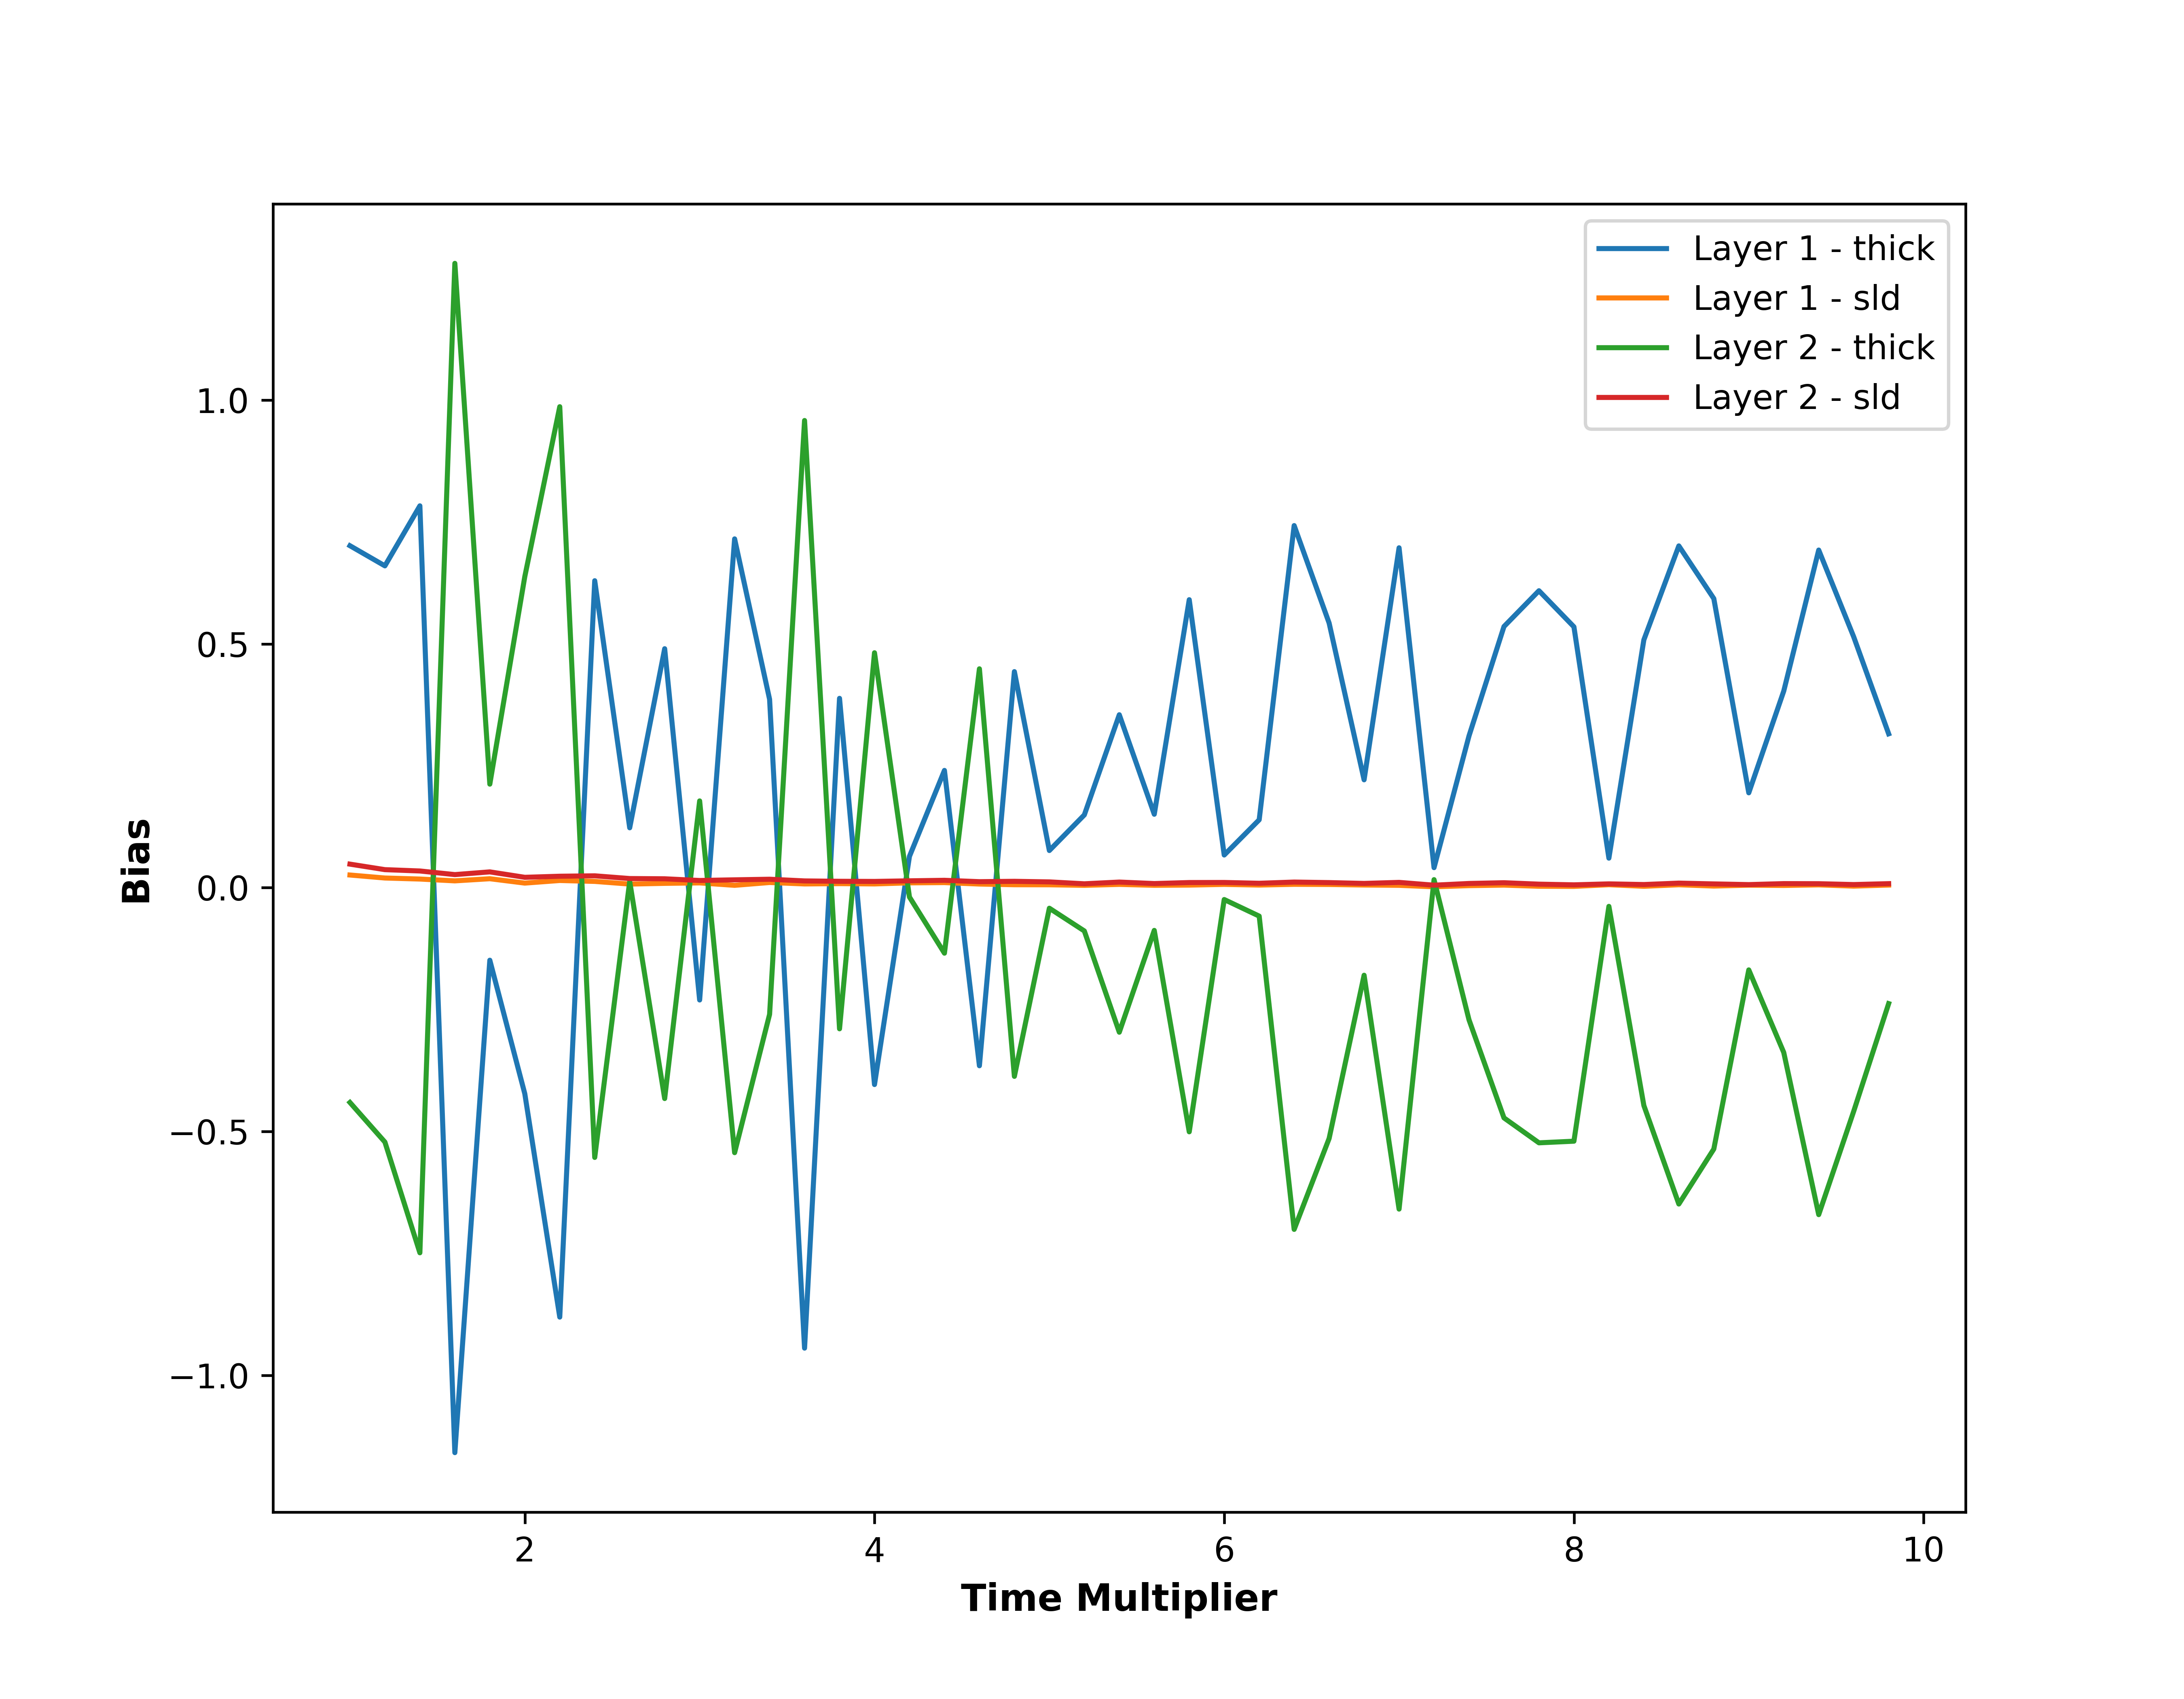 Layer 1 - thick
Layer 1 - sld
Layer 2 - thick
Layer 2 - sld
1.0
0.5
0.0
−0.5
−1.0
Bias
2 4 6 8 10
Time Multiplier